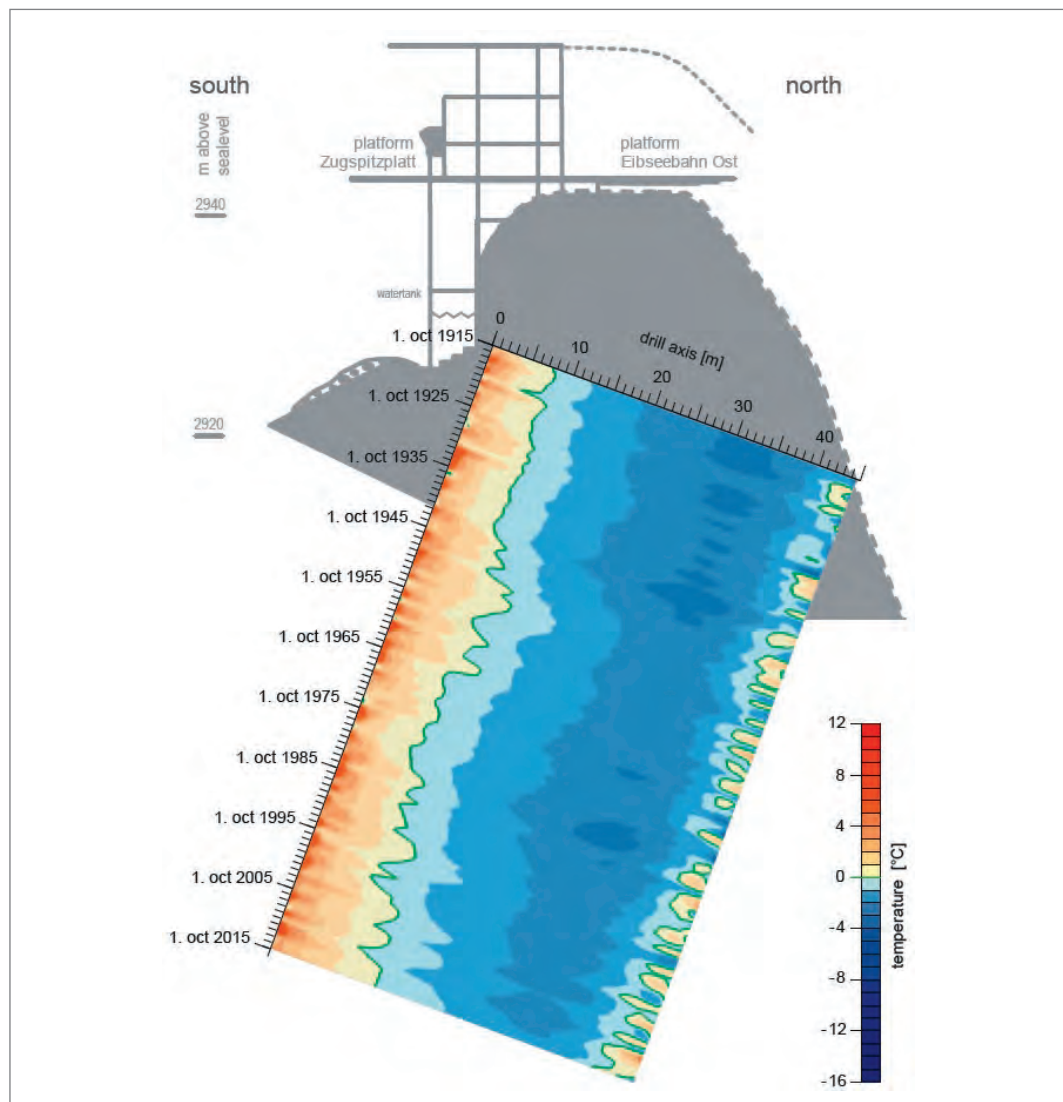 south
north
m above
sealevel
platform
Zugspitzplatt
platform
Eibseebahn Ost
2940
watertank
2920
0
10
drill axis [m]
20
30
40
1. oct 1915
1. oct 1925
1. oct 1935
1. oct 1945
1. oct 1955
1. oct 1965
1. oct 1975
1. oct 1985
1. oct 1995
1. oct 2005
1. oct 2015
12
8
4
0
-4
-8
-12
-16
temperature [°C]